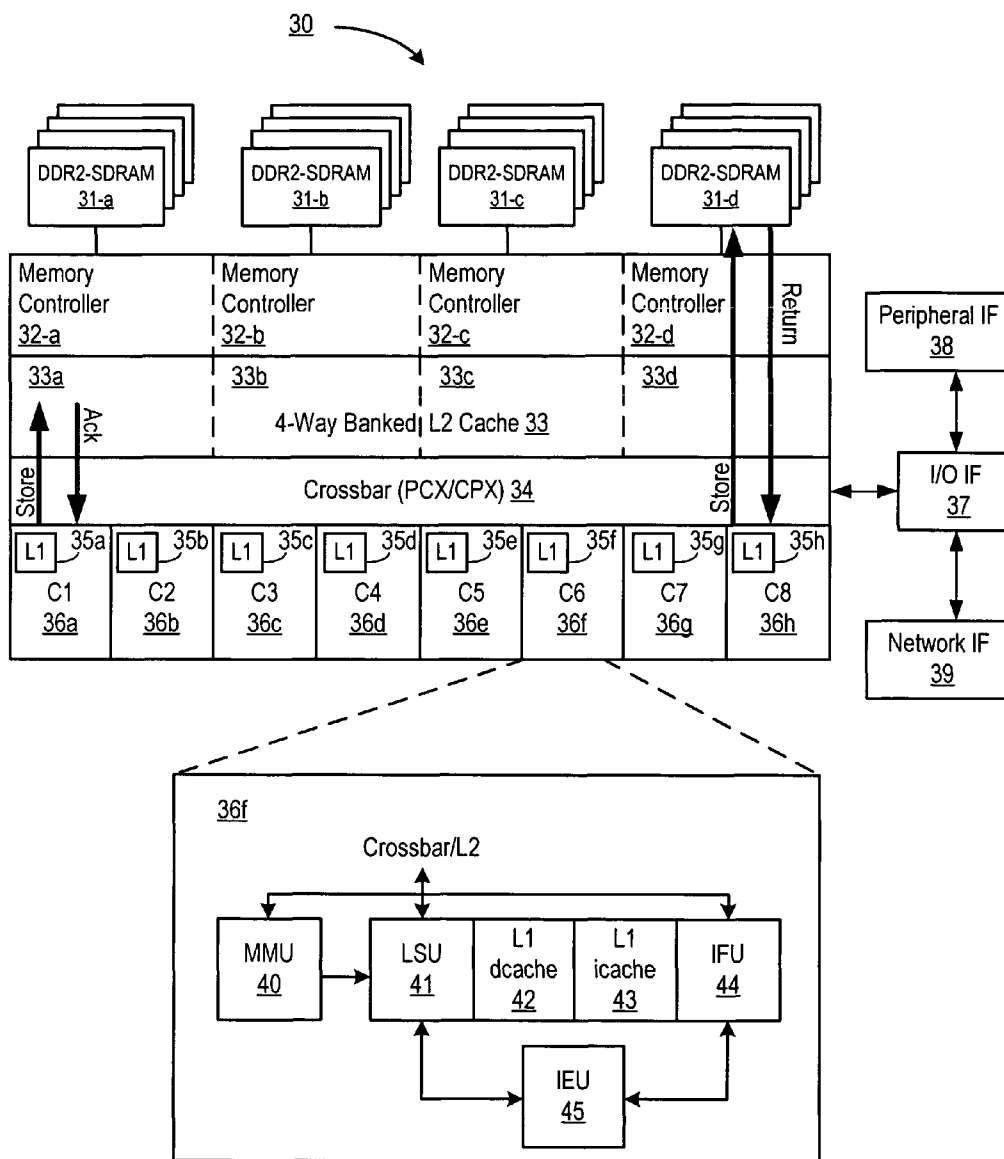 30
DDR2-SDRAM
31-a
DDR2-SDRAM
31-b
DDR2-SDRAM
31-c
DDR2-SDRAM
31-d
Memory
Controller
32-a
Memory
Controller
32-b
Memory
Controller
32-c
Memory
Controller
32-d
Return
Peripheral IF
38
33a
33b
33c
33d
Ack
4-Way Banked L2 Cache 33
Store
Crossbar (PCX/CPX) 34
Store
I/O IF
37
L1
35a
L1
35b
L1
35c
L1
35d
L1
35e
L1
35f
L1
35g
L1
35h
C1
36a
C2
36b
C3
36c
C4
36d
C5
36e
C6
36f
C7
36g
C8
36h
Network IF
39
36f
Crossbar/L2
MMU
40
LSU
41
L1
dcache
42
L1
icache
43
IFU
44
IEU
45